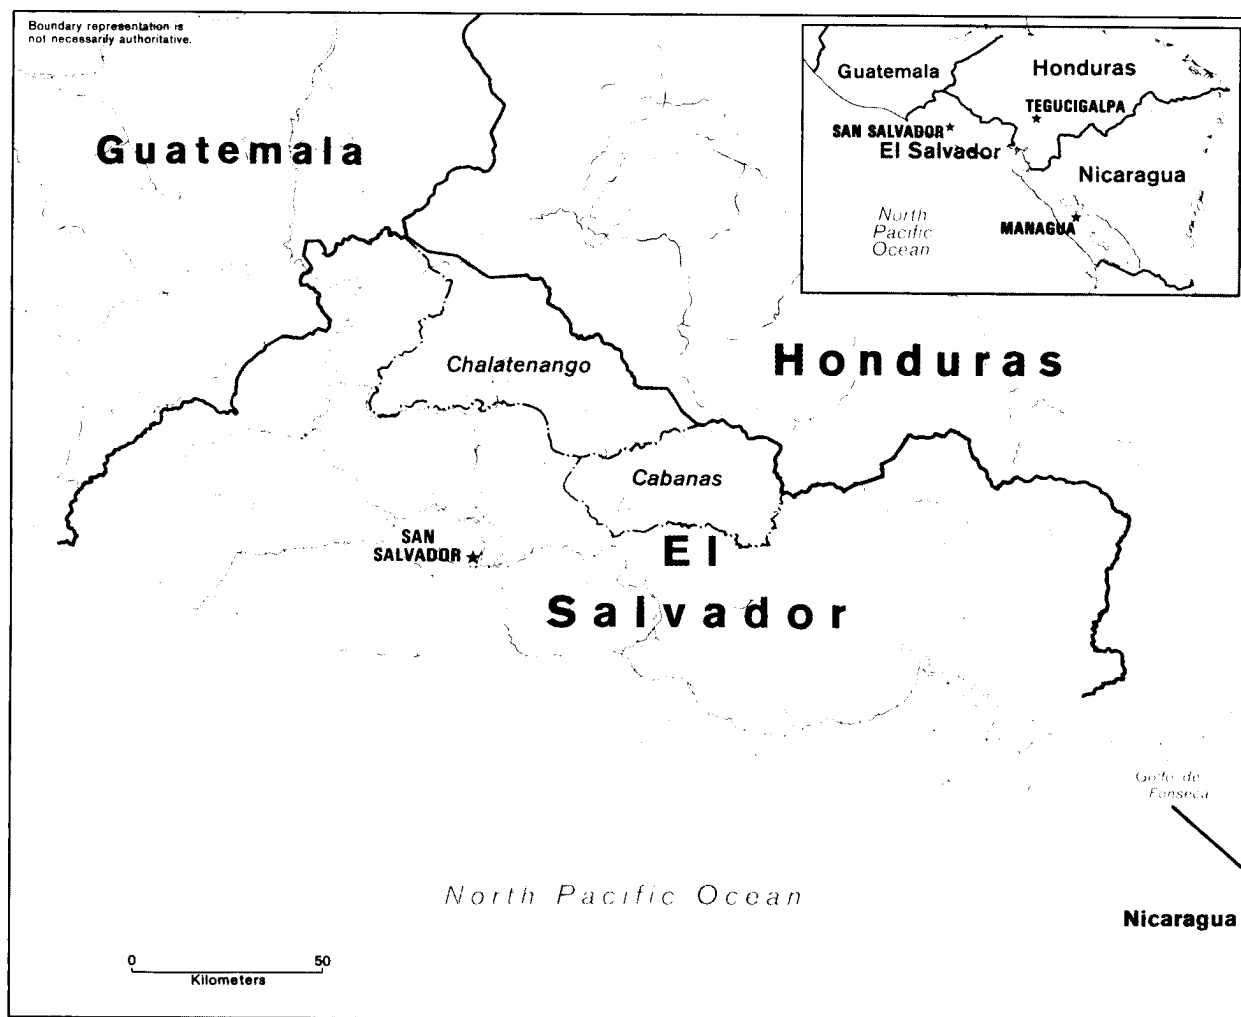 Boundary representation is
not necessarily authoritative.
Guatemala
Honduras
TEGUCIGALPA
SAN SALVADOR
El Salvador
Nicaragua
North
Pacific
Ocean
MANAGUA
Guatemala
Honduras
Chalatenango
Cabanas
SAN
SALVADOR
El
Salvador
Golfo de
Fonseca
North Pacific Ocean
Nicaragua
0 50
Kilometers